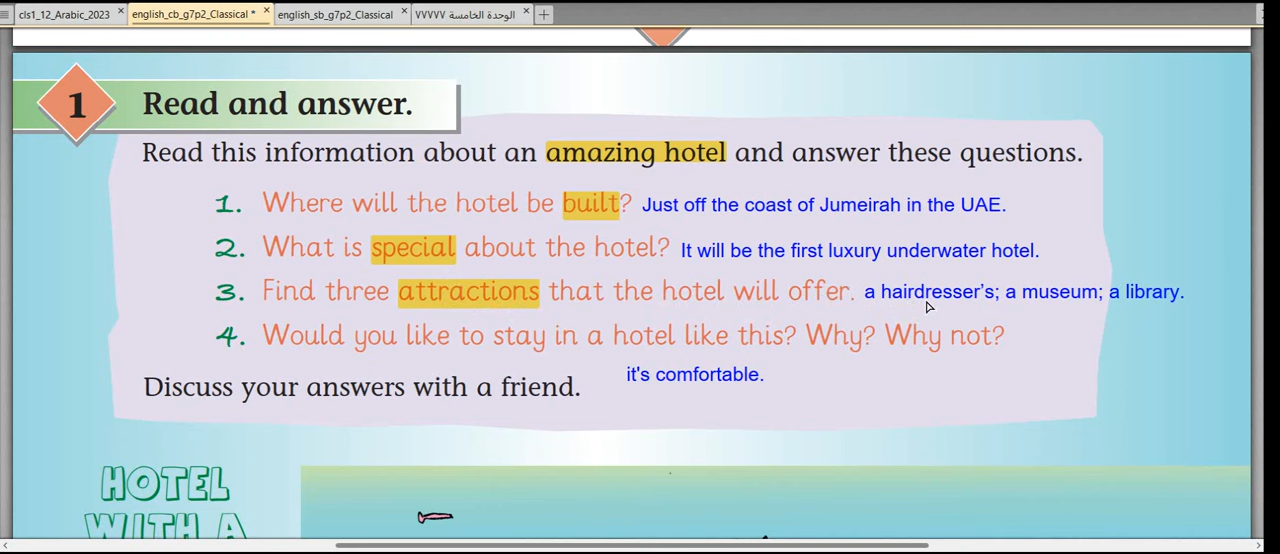 cls1_12_Arabic_2023 × english_cb_g7p2_Classical * × english_sb_g7p2_Classical × الوحدة الخامسة ٧٧٧٧٧ ×
1 Read and answer.
Read this information about an amazing hotel and answer these questions.
1. Where will the hotel be built? Just off the coast of Jumeirah in the UAE.
2. What is special about the hotel? It will be the first luxury underwater hotel.
3. Find three attractions that the hotel will offer. a hairdresser's; a museum; a library.
4. Would you like to stay in a hotel like this? Why? Why not?
it's comfortable.
Discuss your answers with a friend.
HOTEL
WITH A